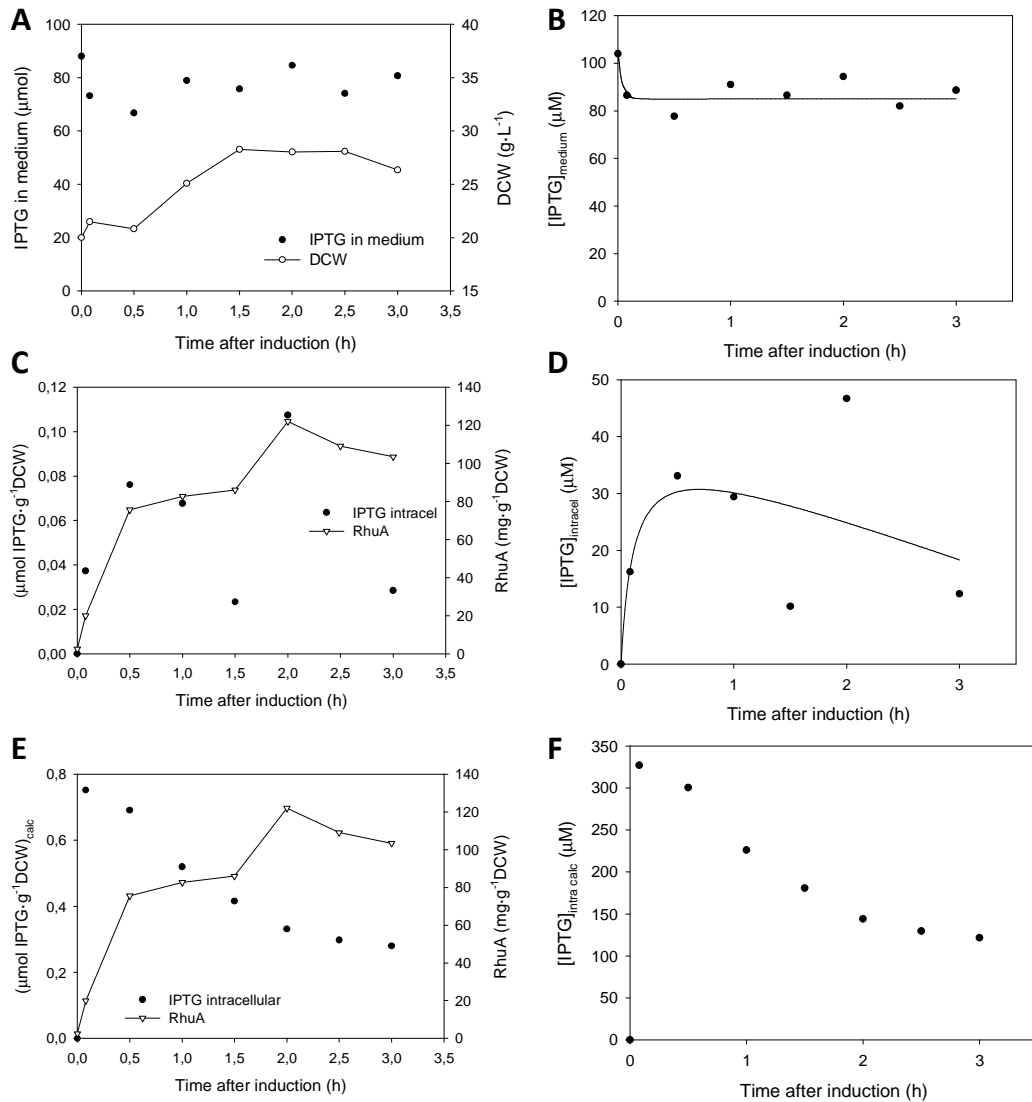 A
100
80
60
40
20
0
IPTG in medium (μmol)
40
35
30
25
20
15
DCW (g·L⁻¹)
IPTG in medium
DCW
0,0 0,5 1,0 1,5 2,0 2,5 3,0 3,5
Time after induction (h)
B
120
100
80
60
40
20
0
[IPTG]medium (μM)
0 1 2 3
Time after induction (h)
C
0,12
0,10
0,08
0,06
0,04
0,02
0,00
(μmol IPTG·g⁻¹DCW)
140
120
100
80
60
40
20
0
RhuA (mg·g⁻¹DCW)
IPTG intracel
RhuA
0,0 0,5 1,0 1,5 2,0 2,5 3,0 3,5
Time after induction (h)
D
50
40
30
20
10
0
[IPTG]intracel (μM)
0 1 2 3
Time after induction (h)
E
0,8
0,6
0,4
0,2
0,0
(μmol IPTG·g⁻¹DCW)calc
140
120
100
80
60
40
20
0
RhuA (mg·g⁻¹DCW)
IPTG intracellular
RhuA
0,0 0,5 1,0 1,5 2,0 2,5 3,0 3,5
Time after induction (h)
F
350
300
250
200
150
100
50
0
[IPTG]intra calc (μM)
0 1 2 3
Time after induction (h)